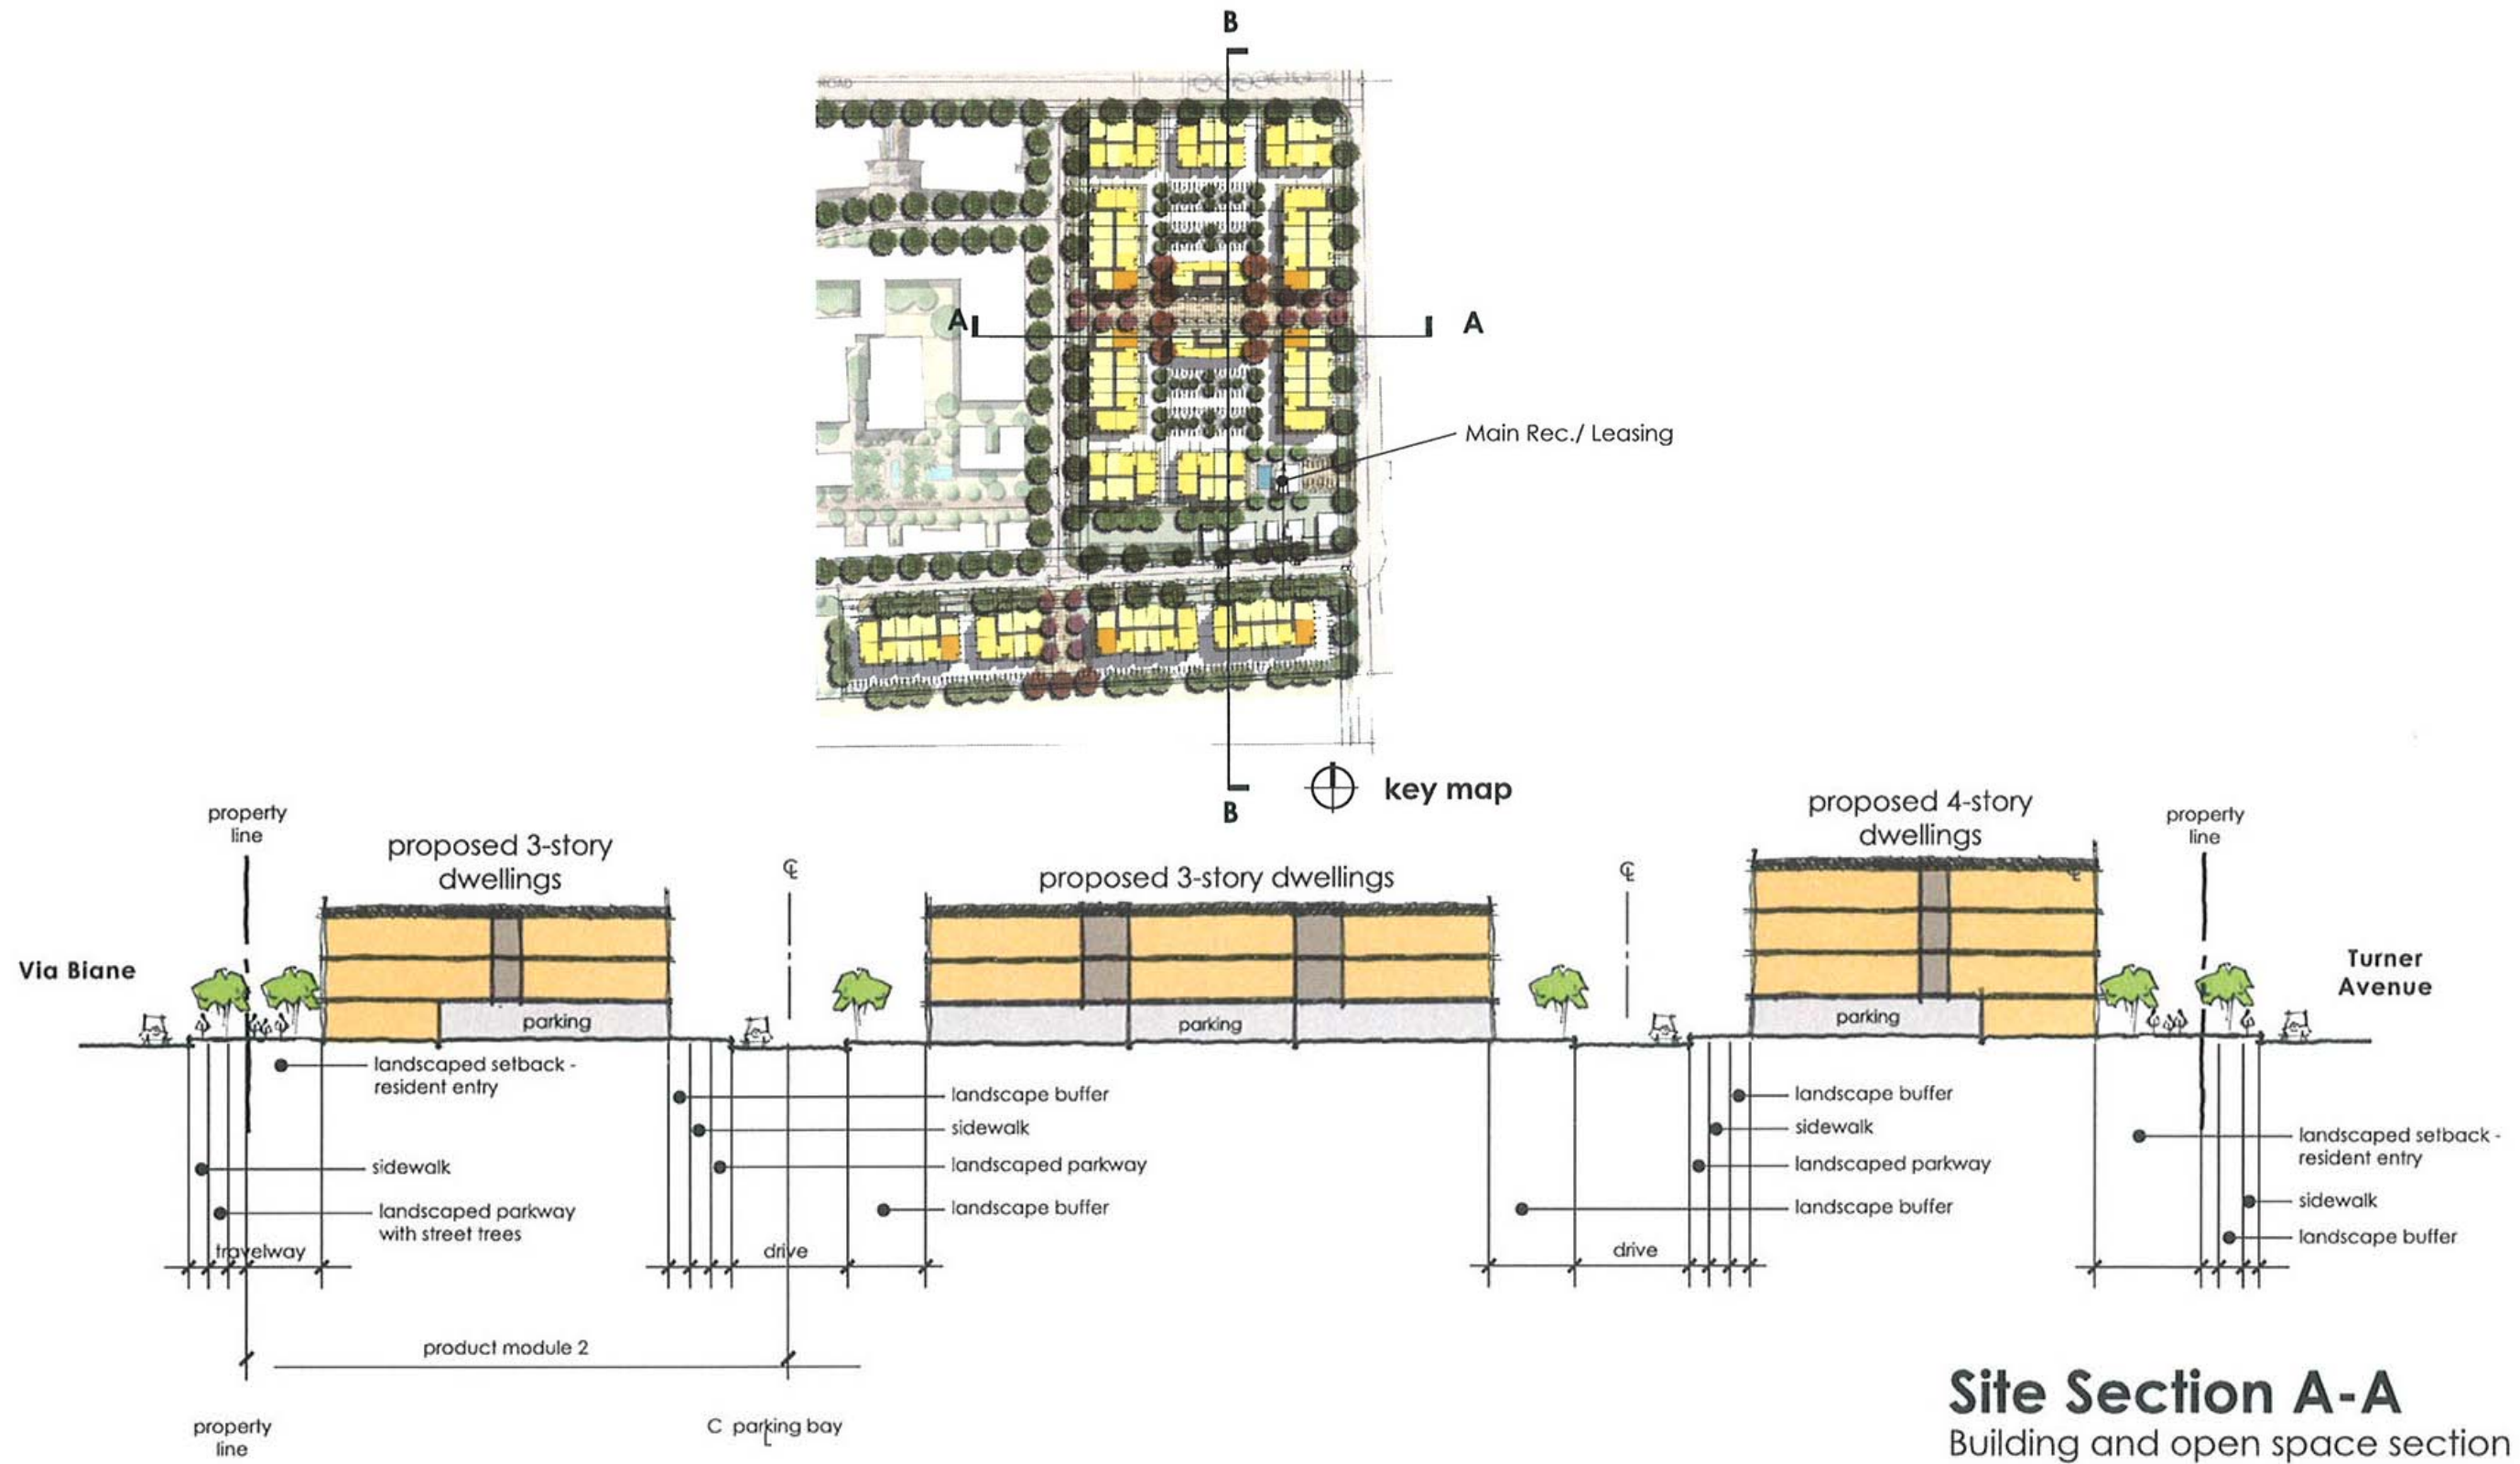 B
ROAD
A
A
Main Rec./ Leasing
B
key map
property
line
proposed 3-story
dwellings
℄
proposed 3-story dwellings
℄
proposed 4-story
dwellings
℄
property
line
Via Biane
Turner
Avenue
parking
parking
parking
landscaped setback -
resident entry
sidewalk
landscaped parkway
with street trees
travelway
landscape buffer
sidewalk
landscaped parkway
landscape buffer
drive
landscape buffer
sidewalk
landscaped parkway
landscape buffer
drive
landscaped setback -
resident entry
sidewalk
landscape buffer
product module 2
property
line
C parking bay
L
Site Section A-A
Building and open space section